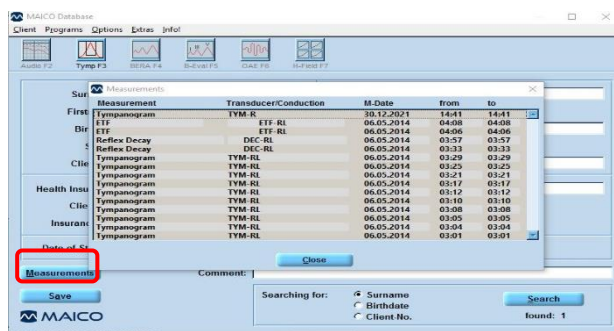 MAICO Database
Client Programs Options Extras Info!
Audio F2 Tymp F3 BERA F4 B-Eval F5 OAE F6 H-Field F7
Measurements
Measurement Transducer/Conduction M-Date from to
Tympanogram TYM-R 30.12.2021 14:41 14:41
ETF ETF-RL 06.05.2014 04:08 04:08
ETF ETF-RL 06.05.2014 04:06 04:06
Reflex Decay DEC-RL 06.05.2014 03:57 03:57
Reflex Decay DEC-RL 06.05.2014 03:33 03:33
Tympanogram TYM-RL 06.05.2014 03:29 03:29
Tympanogram TYM-RL 06.05.2014 03:25 03:25
Tympanogram TYM-RL 06.05.2014 03:21 03:21
Tympanogram TYM-RL 06.05.2014 03:17 03:17
Tympanogram TYM-RL 06.05.2014 03:12 03:12
Tympanogram TYM-RL 06.05.2014 03:10 03:10
Tympanogram TYM-RL 06.05.2014 03:08 03:08
Tympanogram TYM-RL 06.05.2014 03:05 03:05
Tympanogram TYM-RL 06.05.2014 03:04 03:04
Tympanogram TYM-RL 06.05.2014 03:01 03:01
Close
Sur
First
Bir
Clie
Health Insu
Clie
Insuran
Date of St
Measurements Comment:
Save Searching for: Surname Search
Birthdate
MAICO Client-No. found: 1